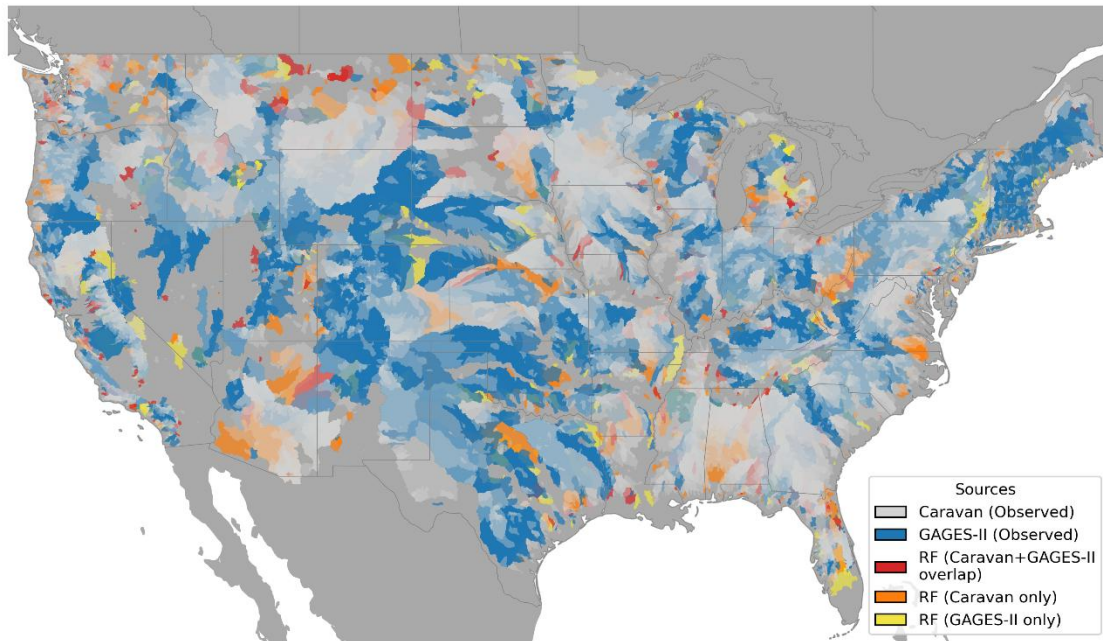 Sources
Caravan (Observed)
GAGES-II (Observed)
RF (Caravan+GAGES-II
overlap)
RF (Caravan only)
RF (GAGES-II only)